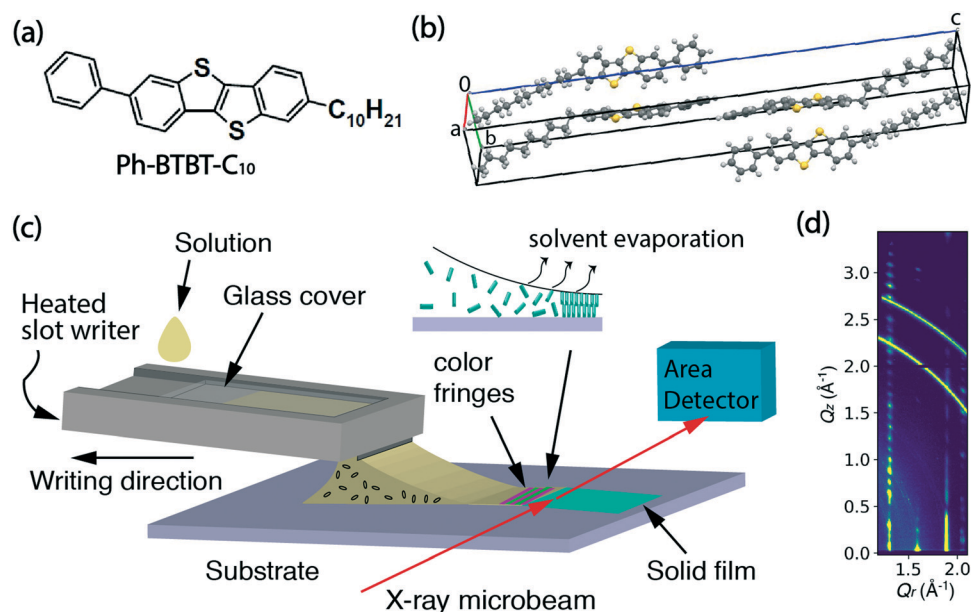 (a)
S
S
C₁₀H₂₁
Ph-BTBT-C₁₀
(b)
0
a
b
c
(c)
Solution
Glass cover
Heated
slot writer
Writing direction
solvent evaporation
color
fringes
Area
Detector
Substrate
Solid film
X-ray microbeam
(d)
Qz (Å⁻¹)
3.0
2.5
2.0
1.5
1.0
0.5
0.0
1.5 2.0
Qr (Å⁻¹)